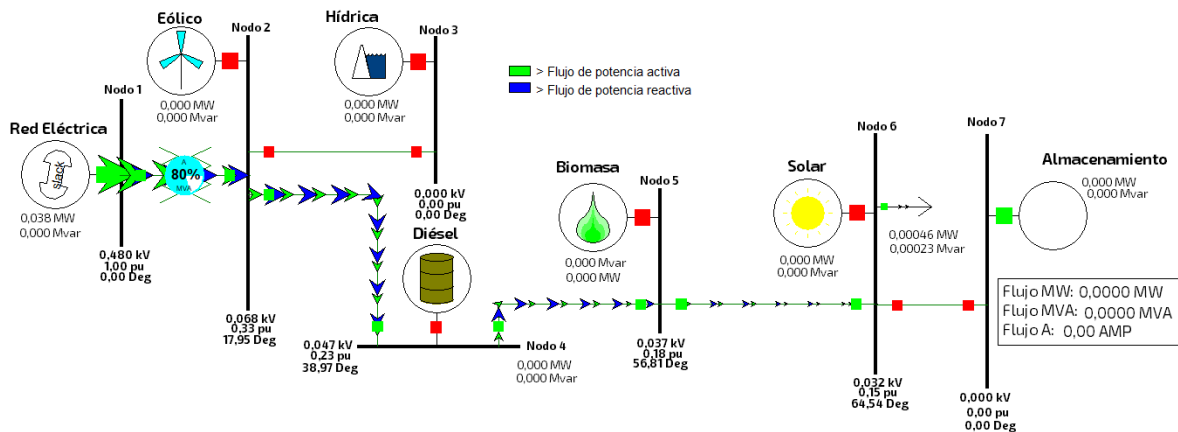 Eólico
Nodo 2
0,000 MW
0,000 Mvar
Hídrica
Nodo 3
0,000 MW
0,000 Mvar
> Flujo de potencia activa
> Flujo de potencia reactiva
Nodo 1
Red Eléctrica
slack
0,038 MW
0,000 Mvar
A
80%
MVA
0,480 kV
1,00 pu
0,00 Deg
0,068 kV
0,33 pu
17,95 Deg
0,000 kV
0,00 pu
0,00 Deg
Diésel
0,047 kV
0,23 pu
38,97 Deg
Nodo 4
0,000 MW
0,000 Mvar
Biomasa
Nodo 5
0,000 Mvar
0,000 MW
0,037 kV
0,18 pu
56,81 Deg
Solar
Nodo 6
0,000 MW
0,000 Mvar
0,00046 MW
0,00023 Mvar
0,032 kV
0,15 pu
64,54 Deg
Nodo 7
Almacenamiento
0,000 MW
0,000 Mvar
Flujo MW: 0,0000 MW
Flujo MVA: 0,0000 MVA
Flujo A: 0,00 AMP
0,000 kV
0,00 pu
0,00 Deg